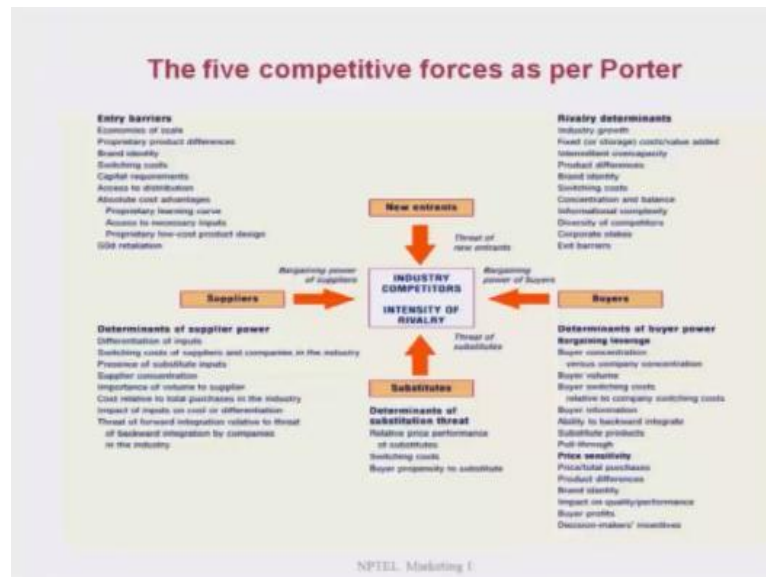 The five competitive forces as per Porter
Entry barriers
Economies of scale
Proprietary product differences
Brand identity
Switching costs
Capital requirements
Access to distribution
Absolute cost advantages
Proprietary learning curve
Access to necessary inputs
Proprietary low-cost product design
retaliation
Rivalry determinants
Industry growth
Fixed (or storage) costs/value added
Intermittent overcapacity
Product differences
Brand identity
Switching costs
Concentration and balance
Informational complexity
Diversity of competitors
Corporate stakes
Exit barriers
New entrants
Threat of
new entrants
Bargaining power
of suppliers
Suppliers
INDUSTRY
COMPETITORS
INTENSITY OF
RIVALRY
Bargaining
power of buyers
Buyers
Threat of
substitutes
Substitutes
Determinants of supplier power
Differentiation of inputs
Switching costs of suppliers and companies in the industry
Presence of substitute inputs
Supplier concentration
Importance of volume to supplier
Cost relative to total purchases in the industry
Impact of inputs on cost or differentiation
Threat of forward integration relative to threat
of backward integration by companies
in the industry
Determinants of
substitution threat
Relative price performance
of substitutes
Switching costs
Buyer propensity to substitute
Determinants of buyer power
Bargaining leverage
Buyer concentration
versus company concentration
Buyer volume
Buyer switching costs
relative to company switching costs
Buyer information
Ability to backward integrate
Substitute products
Pull-through
Price sensitivity
Price/total purchases
Product differences
Brand identity
Impact on quality/performance
Buyer profits
Decision-makers' incentives
NPTEL Marketing 1